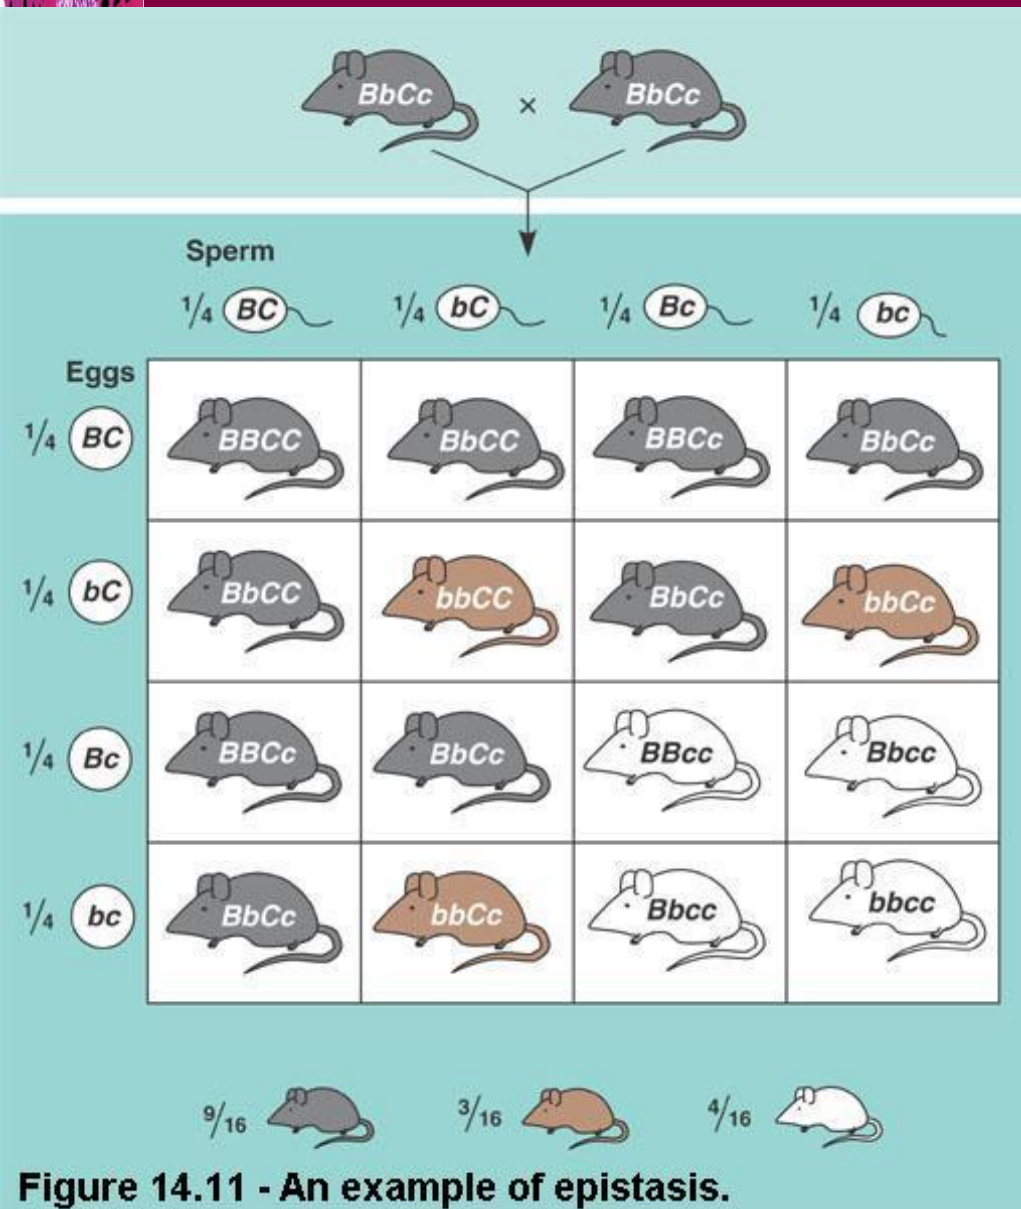 BbCc × BbCc
Sperm
1/4 BC 1/4 bC 1/4 Bc 1/4 bc
Eggs
1/4 BC BBCC BbCC BBCc BbCc
1/4 bC BbCC bbCC BbCc bbCc
1/4 Bc BBCc BbCc BBcc Bbcc
1/4 bc BbCc bbCc Bbcc bbcc
9/16 3/16 4/16
Figure 14.11 - An example of epistasis.